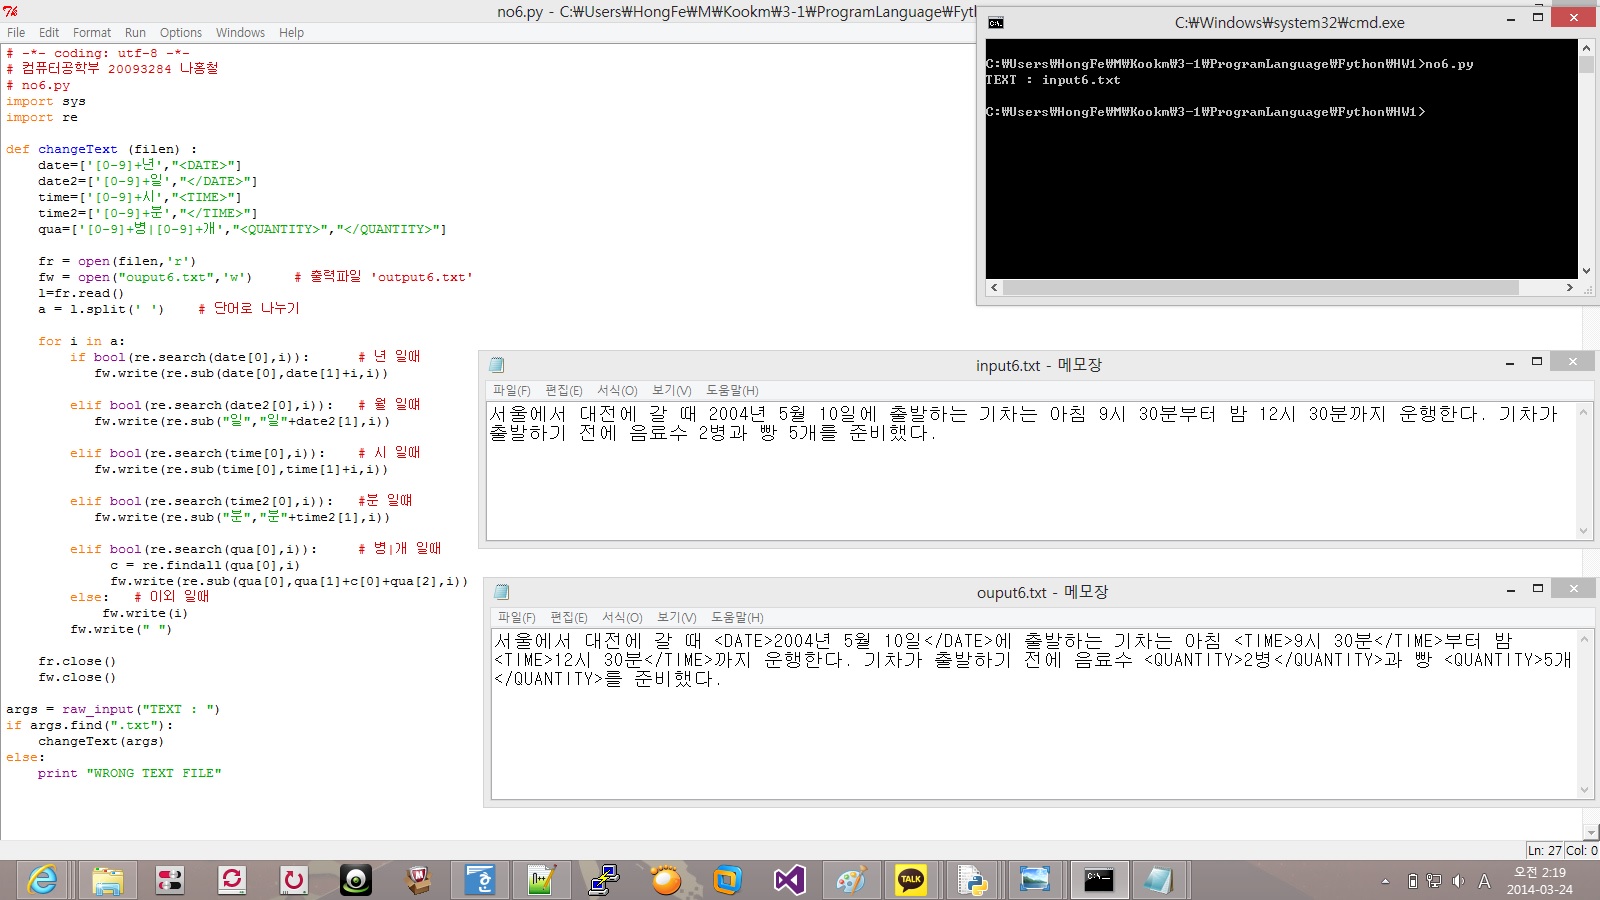 no6.py - C:₩Users₩HongFe₩M₩Kookm₩3-1₩ProgramLanguage₩Fyth
File Edit Format Run Options Windows Help
# -*- coding: utf-8 -*-
# 컴퓨터공학부 20093284 나홍철
# no6.py
import sys
import re
def changeText (filen) :
date=['[0-9]+년',"<DATE>"]
date2=['[0-9]+일',"</DATE>"]
time=['[0-9]+시',"<TIME>"]
time2=['[0-9]+분',"</TIME>"]
qua=['[0-9]+병|[0-9]+개',"<QUANTITY>","</QUANTITY>"]
fr = open(filen,'r')
fw = open("ouput6.txt",'w') # 출력파일 'output6.txt'
l=fr.read()
a = l.split(' ') # 단어로 나누기
for i in a:
if bool(re.search(date[0],i)): # 년 일때
fw.write(re.sub(date[0],date[1]+i,i))
elif bool(re.search(date2[0],i)): # 월 일떄
fw.write(re.sub("일","일"+date2[1],i))
elif bool(re.search(time[0],i)): # 시 일때
fw.write(re.sub(time[0],time[1]+i,i))
elif bool(re.search(time2[0],i)): #분 일떄
fw.write(re.sub("분","분"+time2[1],i))
elif bool(re.search(qua[0],i)): # 병|개 일때
c = re.findall(qua[0],i)
fw.write(re.sub(qua[0],qua[1]+c[0]+qua[2],i))
else: # 이외 일때
fw.write(i)
fw.write(" ")
fr.close()
fw.close()
args = raw_input("TEXT : ")
if args.find(".txt"):
changeText(args)
else:
print "WRONG TEXT FILE"
C:₩Windows₩system32₩cmd.exe
C:₩Users₩HongFe₩M₩Kookm₩3-1₩ProgramLanguage₩Fython₩HW1>no6.py
TEXT : input6.txt
C:₩Users₩HongFe₩M₩Kookm₩3-1₩ProgramLanguage₩Fython₩HW1>
input6.txt - 메모장
파일(F) 편집(E) 서식(O) 보기(V) 도움말(H)
서울에서 대전에 갈 때 2004년 5월 10일에 출발하는 기차는 아침 9시 30분부터 밤 12시 30분까지 운행한다. 기차가
출발하기 전에 음료수 2병과 빵 5개를 준비했다.
ouput6.txt - 메모장
파일(F) 편집(E) 서식(O) 보기(V) 도움말(H)
서울에서 대전에 갈 때 <DATE>2004년 5월 10일</DATE>에 출발하는 기차는 아침 <TIME>9시 30분</TIME>부터 밤
<TIME>12시 30분</TIME>까지 운행한다. 기차가 출발하기 전에 음료수 <QUANTITY>2병</QUANTITY>과 빵 <QUANTITY>5개
</QUANTITY>를 준비했다.
Ln: 27 Col: 0
TALK
A
오전 2:19
2014-03-24